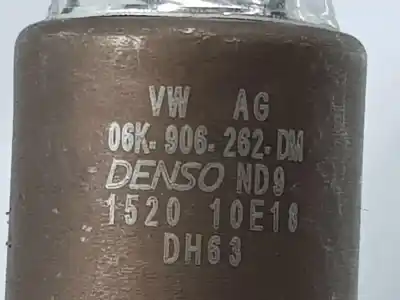 VW AG
06K-906-262-DM
DENSO ND9
1520 10E18
DH63